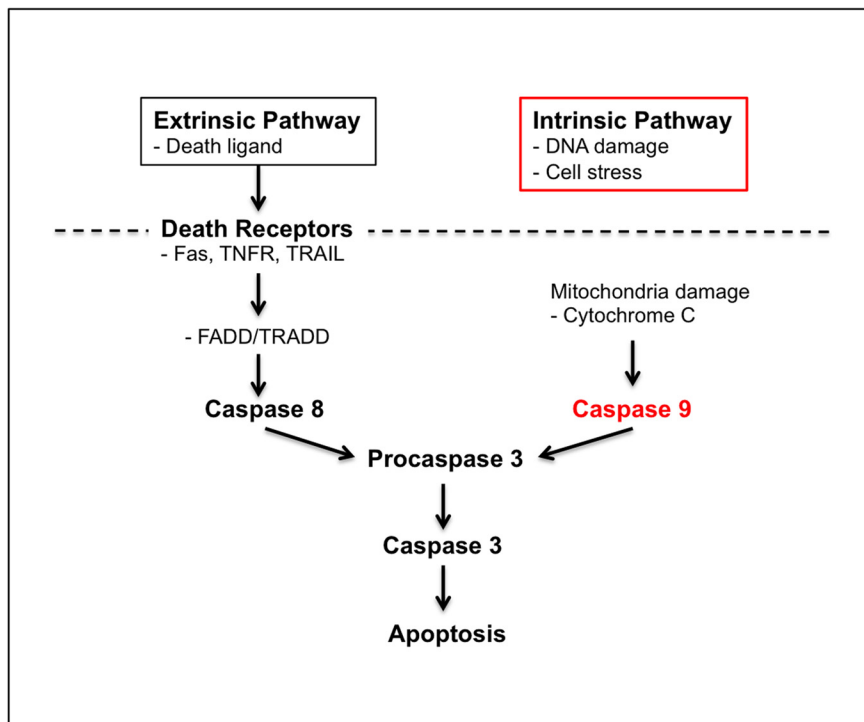 Extrinsic Pathway
- Death ligand
Intrinsic Pathway
- DNA damage
- Cell stress
Death Receptors
- Fas, TNFR, TRAIL
Mitochondria damage
- Cytochrome C
- FADD/TRADD
Caspase 8
Caspase 9
Procaspase 3
Caspase 3
Apoptosis